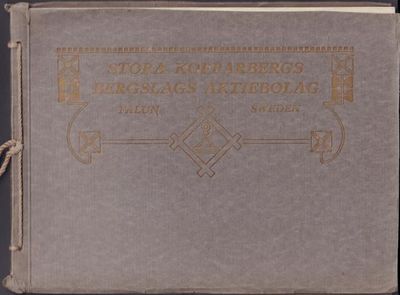 STORA KOPPARBERGS
BERGSLAGS AKTIEBOLAG
FALUN SWEDEN